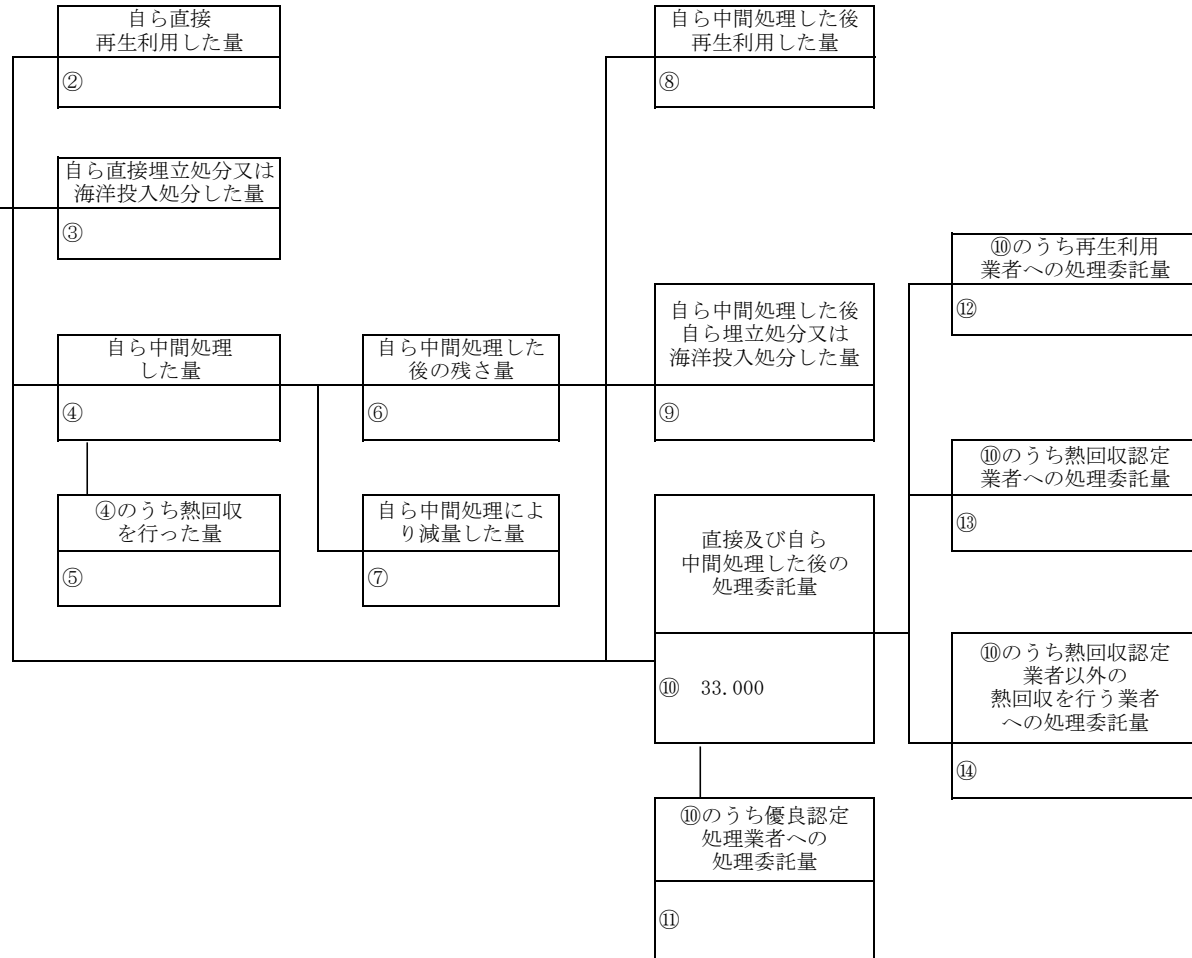 自ら直接
再生利用した量
②
自ら直接埋立処分又は
海洋投入処分した量
③
自ら中間処理
した量
④
④のうち熱回収
を行った量
⑤
自ら中間処理した
後の残さ量
⑥
自ら中間処理によ
り減量した量
⑦
自ら中間処理した後
再生利用した量
⑧
自ら中間処理した後
自ら埋立処分又は
海洋投入処分した量
⑨
直接及び自ら
中間処理した後の
処理委託量
⑩ 33.000
⑩のうち優良認定
処理業者への
処理委託量
⑪
⑩のうち再生利用
業者への処理委託量
⑫
⑩のうち熱回収認定
業者への処理委託量
⑬
⑩のうち熱回収認定
業者以外の
熱回収を行う業者
への処理委託量
⑭